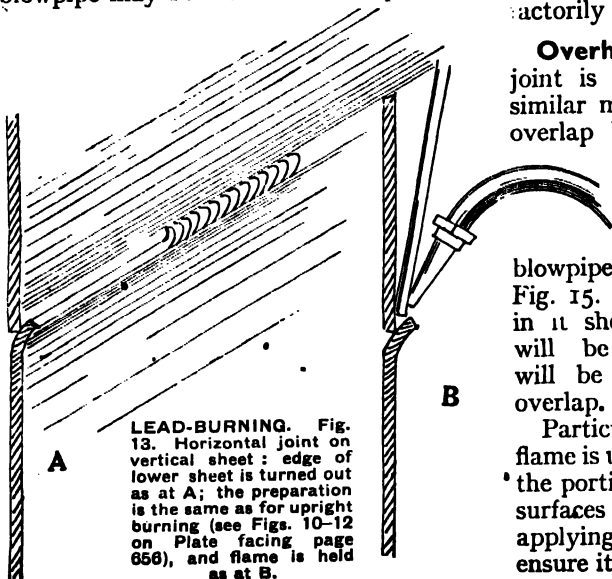 blowpipe may
actorily
Overh
joint is
similar m
overlap
blowpipe
Fig. 15.
in it she
will be
will be
overlap.
Particu
flame is u
the porti
surfaces
applying
ensure it
A
B
LEAD-BURNING. Fig.
13. Horizontal joint on
vertical sheet : edge of
lower sheet is turned out
as at A; the preparation
is the same as for upright
burning (see Figs. 10–12
on Plate facing page
656), and flame is held
as at B.